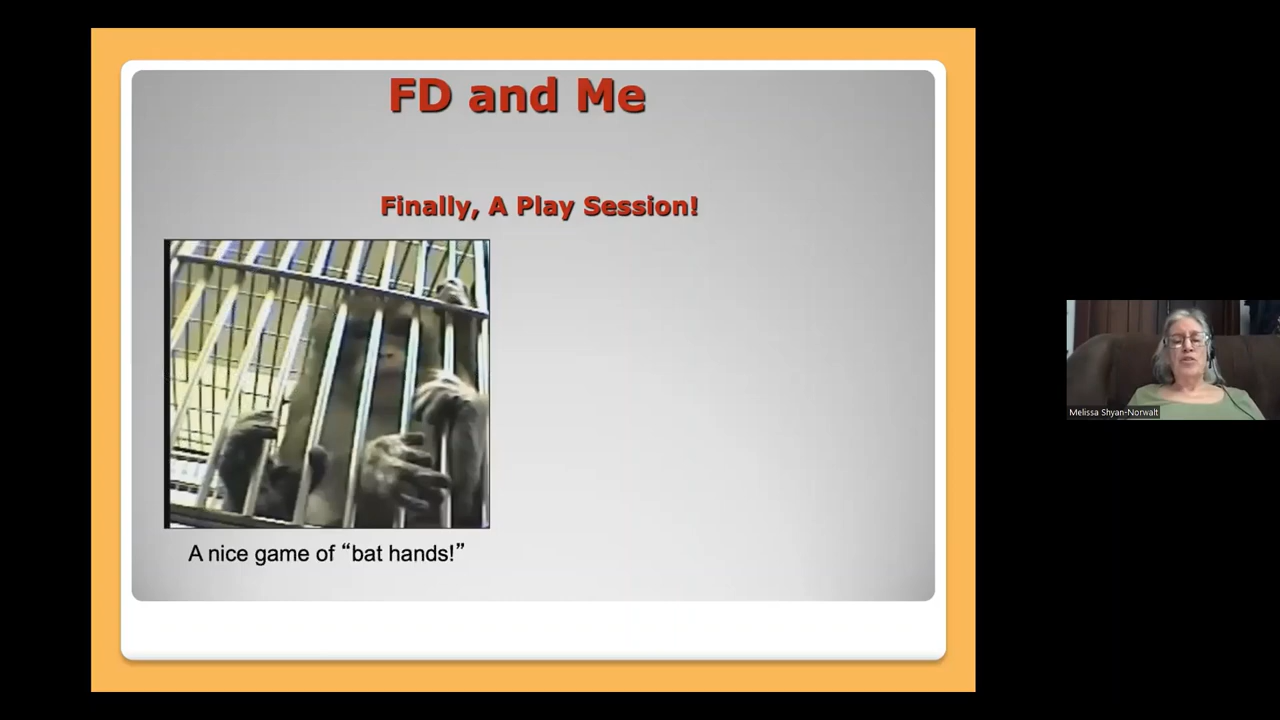 FD and Me
Finally, A Play Session!
A nice game of “bat hands!”
Melissa Shyan-Norwalt